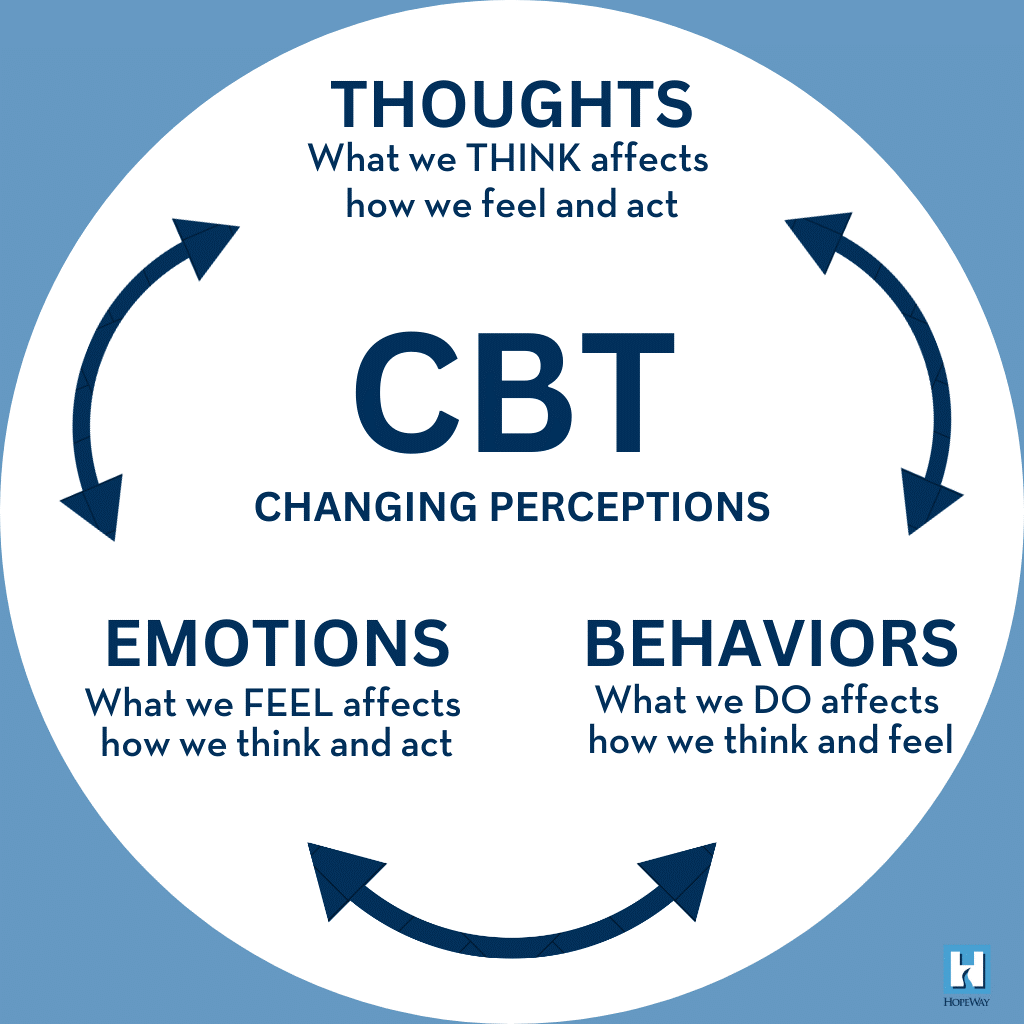 THOUGHTS
What we THINK affects
how we feel and act
CBT
CHANGING PERCEPTIONS
EMOTIONS
What we FEEL affects
how we think and act
BEHAVIORS
What we DO affects
how we think and feel
H
HOPEWAY